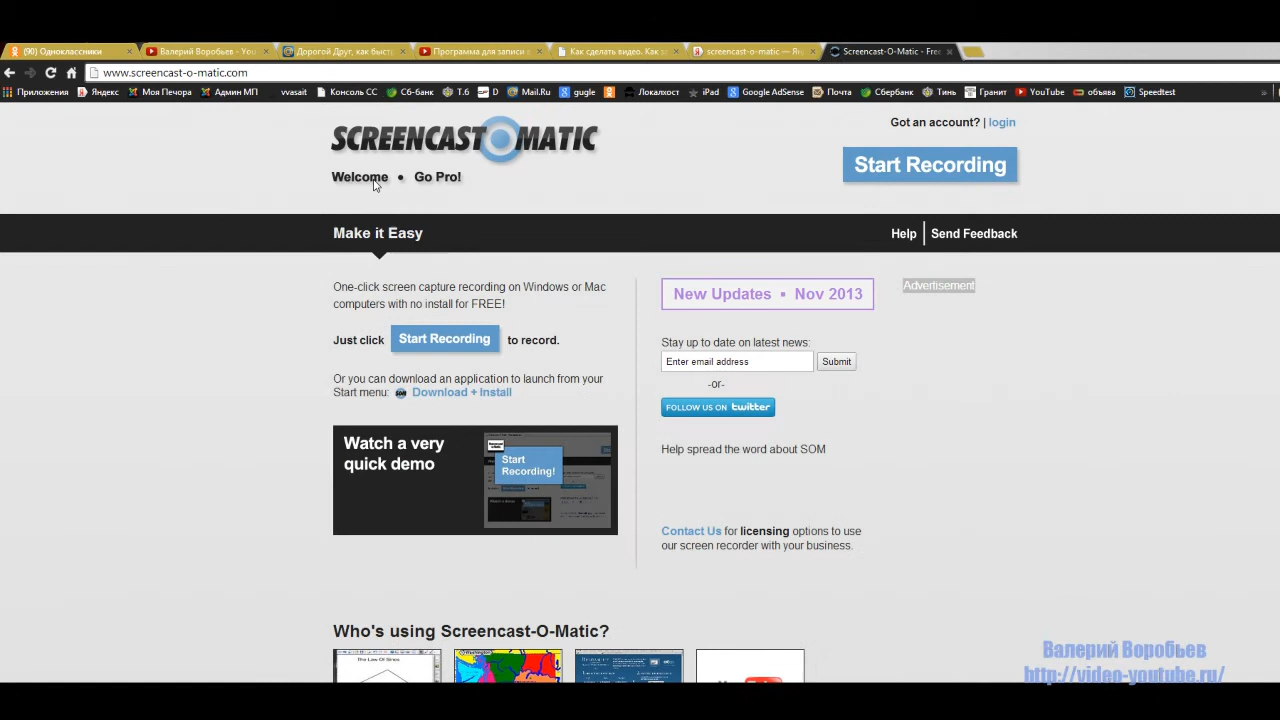 (90) Одноклассники
Валерий Воробьев - You
Дорогой Друг, как быст
Программа для записи а
Как сделать видео. Как за
screencast-o-matic — Ян
Screencast-O-Matic - Free
www.screencast-o-matic.com
Приложения Яндекс Моя Печора Админ МП vvasait Консоль СС Сб-банк Т.6 D Mail.Ru gugle Локалхост iPad Google AdSense Почта Сбербанк Тинь Гранит YouTube объява Speedtest
SCREENCAST O MATIC
Got an account? | login
Start Recording
Welcome • Go Pro!
Make it Easy
Help | Send Feedback
One-click screen capture recording on Windows or Mac
computers with no install for FREE!
Just click Start Recording to record.
Or you can download an application to launch from your
Start menu: SOM Download + Install
Watch a very
quick demo
Start
Recording!
New Updates ▪ Nov 2013
Advertisement
Stay up to date on latest news:
Enter email address Submit
-or-
FOLLOW US ON twitter
Help spread the word about SOM
Contact Us for licensing options to use
our screen recorder with your business.
Who's using Screencast-O-Matic?
The Law Of Sines
Washington
Валерий Воробьев
http://video-youtube.ru/